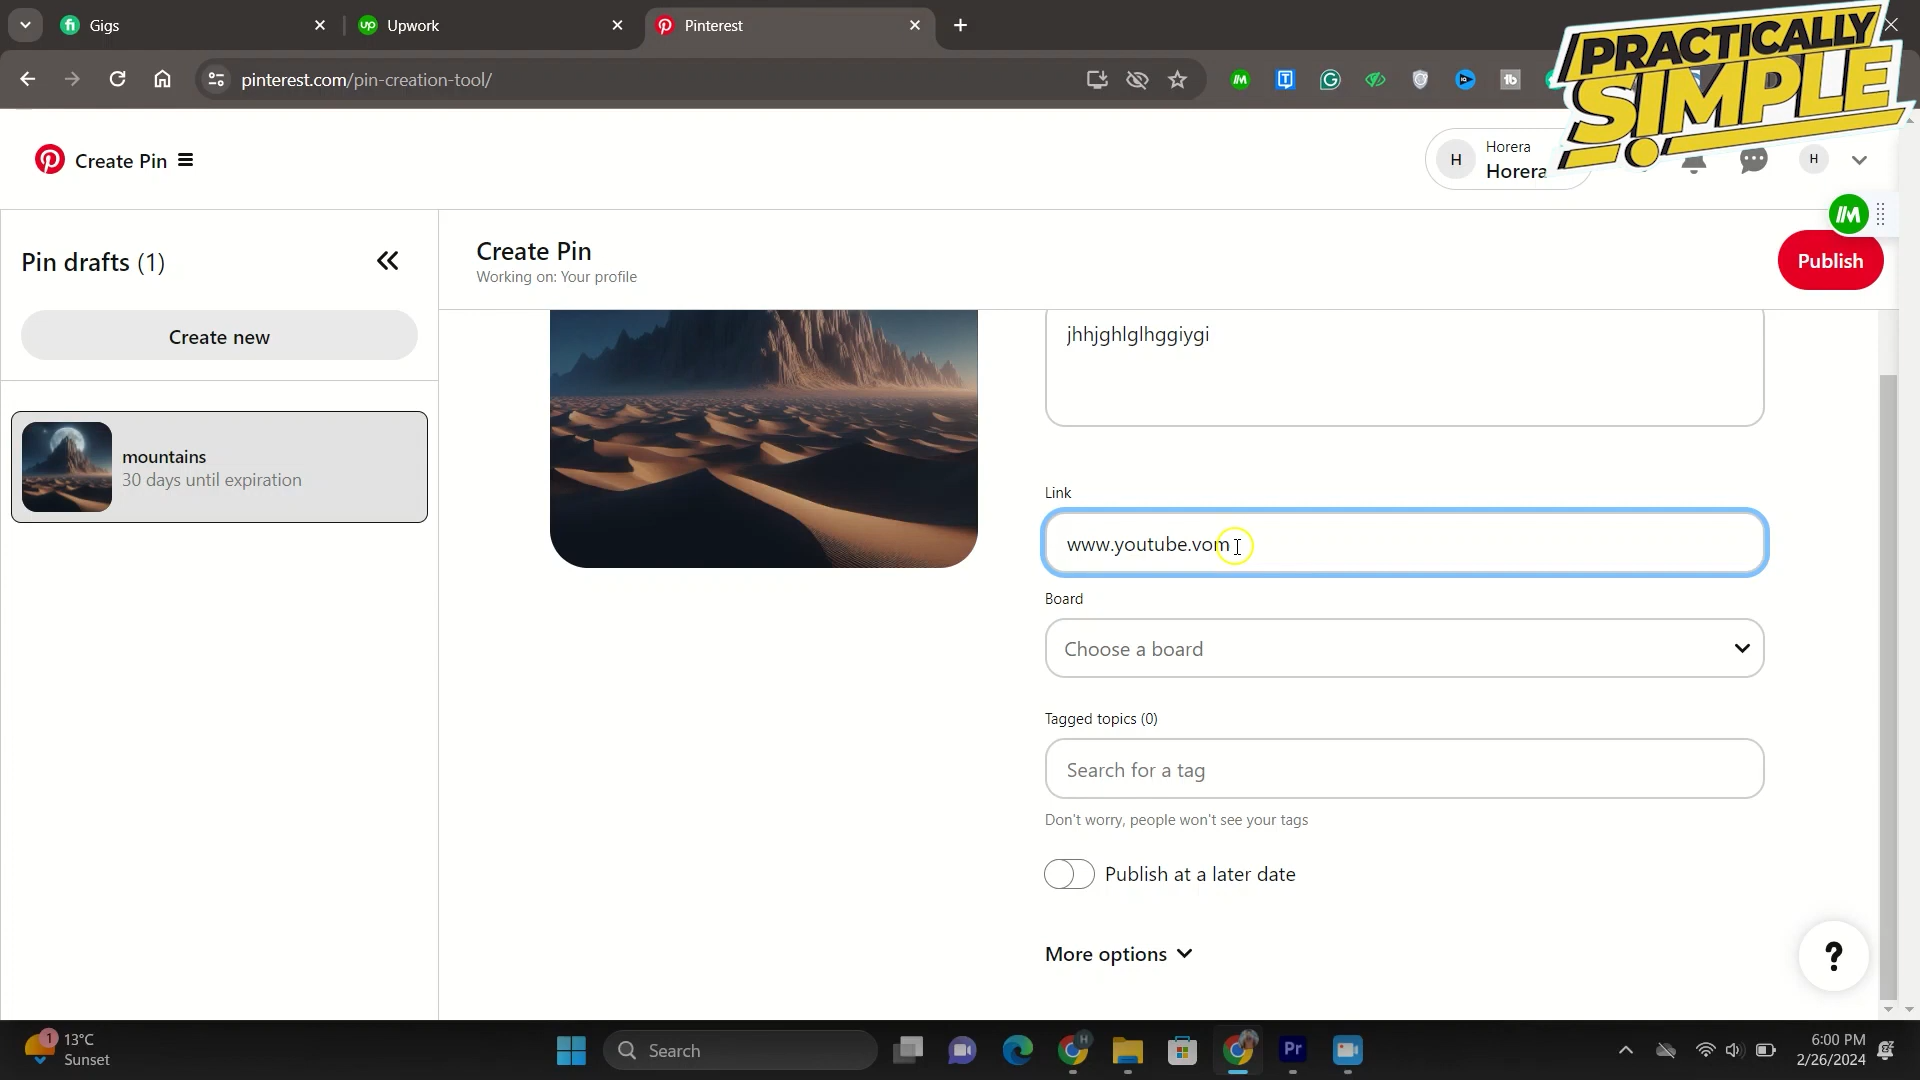 Gigs
Upwork
Pinterest
pinterest.com/pin-creation-tool/
PRACTICALLY
SIMPLE
Create Pin
H
Horera
Horera
H
Pin drafts (1)
Create Pin
Working on: Your profile
Publish
Create new
mountains
30 days until expiration
jhhjghlglhggiygi
Link
www.youtube.vom
Board
Choose a board
Tagged topics (0)
Search for a tag
Don't worry, people won't see your tags
Publish at a later date
More options
?
1
13°C
Sunset
Search
H
Pr
6:00 PM
2/26/2024